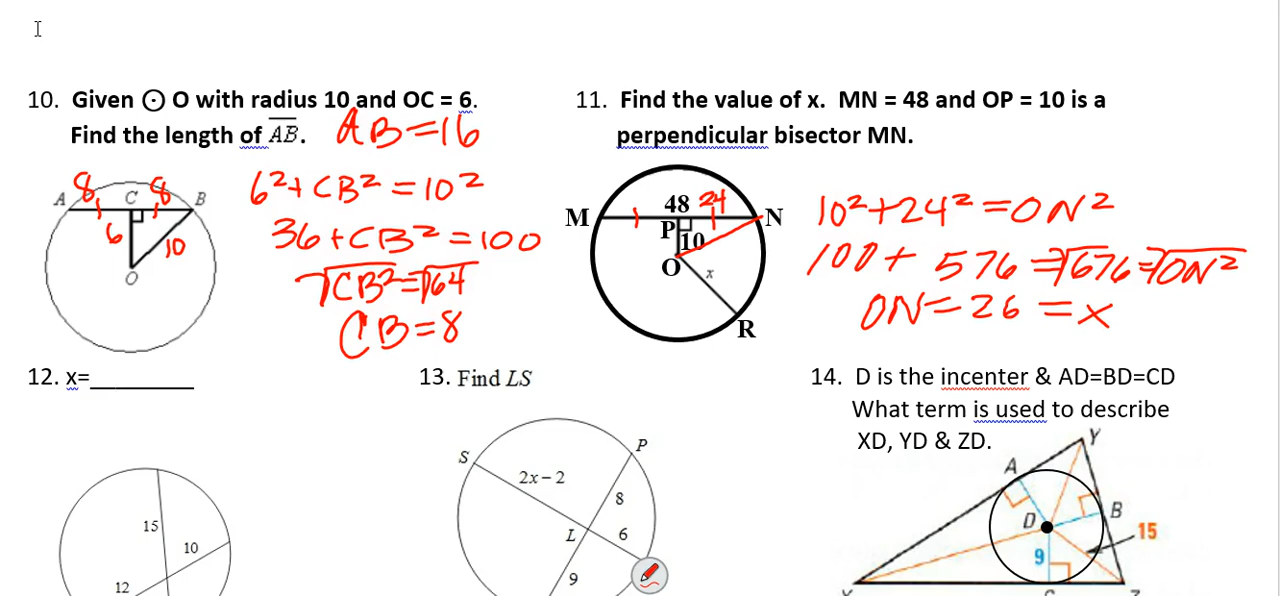 10. Given ⊙ O with radius 10 and OC = 6.
Find the length of AB.
AB=16
8 8
A C B
6 10
O
6²+CB²=10²
36+CB²=100
√CB²=√64
CB=8
11. Find the value of x. MN = 48 and OP = 10 is a
perpendicular bisector MN.
48 24
M N
P 10
O x
R
10²+24²=ON²
100+576=√676=√ON²
ON=26=x
12. x=________
15
10
12
13. Find LS
S P
2x – 2
8
L 6
9
14. D is the incenter & AD=BD=CD
What term is used to describe
XD, YD & ZD.
Y
A
B
D
15
9